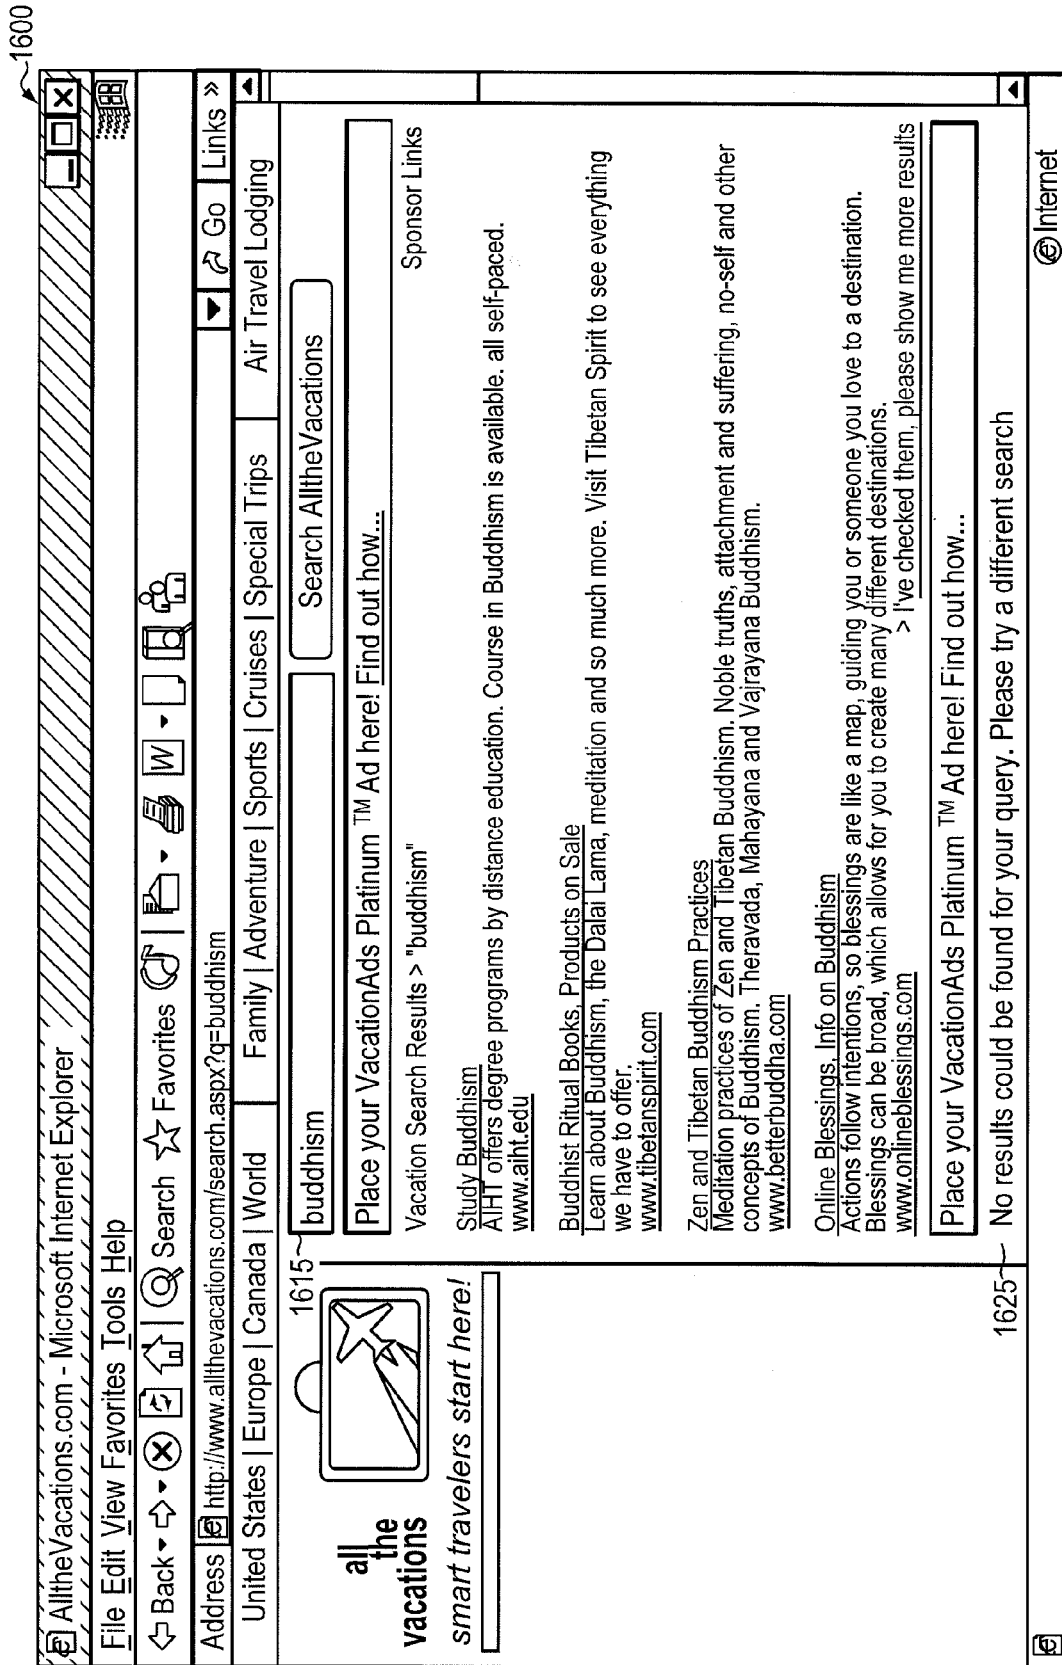 1600
AlltheVacations.com - Microsoft Internet Explorer
File Edit View Favorites Tools Help
Back Search Favorites W
Address http://www.allthevacations.com/search.aspx?q=buddhism Go Links »
United States | Europe | Canada | World Family | Adventure | Sports | Cruises | Special Trips Air Travel Lodging
all
the
vacations
smart travelers start here!
1615
buddhism Search AlltheVacations
Place your VacationAds Platinum TM Ad here! Find out how...
Vacation Search Results > "buddhism" Sponsor Links
Study Buddhism
AIHT offers degree programs by distance education. Course in Buddhism is available. all self-paced.
www.aiht.edu
Buddhist Ritual Books, Products on Sale
Learn about Buddhism, the Dalai Lama, meditation and so much more. Visit Tibetan Spirit to see everything
we have to offer.
www.tibetanspirit.com
Zen and Tibetan Buddhism Practices
Meditation practices of Zen and Tibetan Buddhism. Noble truths, attachment and suffering, no-self and other
concepts of Buddhism. Theravada, Mahayana and Vajrayana Buddhism.
www.betterbuddha.com
Online Blessings, Info on Buddhism
Actions follow intentions, so blessings are like a map, guiding you or someone you love to a destination.
Blessings can be broad, which allows for you to create many different destinations.
www.onlineblessings.com > I've checked them, please show me more results
Place your VacationAds Platinum TM Ad here! Find out how...
1625
No results could be found for your query. Please try a different search
Internet